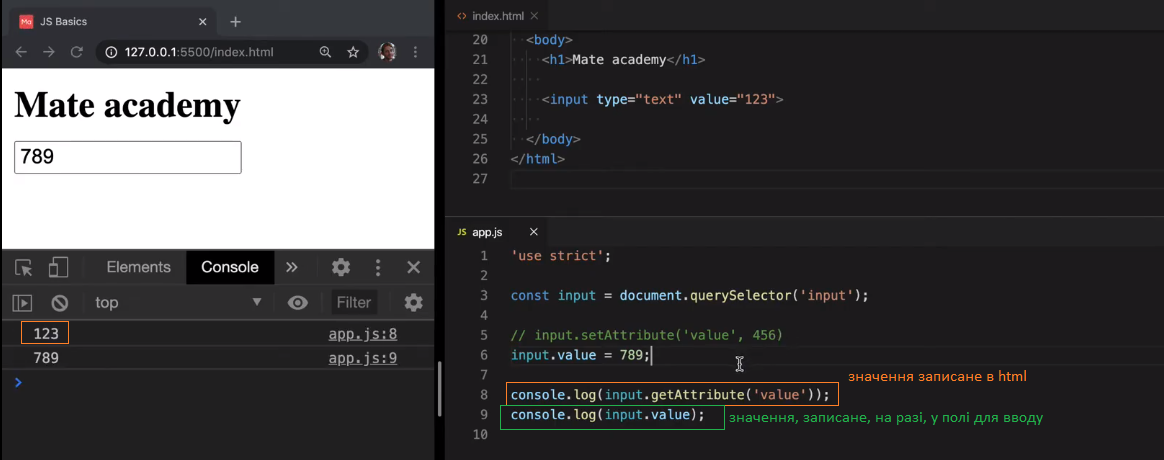 JS Basics
127.0.0.1:5500/index.html
Mate academy
789
Elements
Console
top
Filter
123 app.js:8
789 app.js:9
index.html
20 <body>
21 <h1>Mate academy</h1>
22
23 <input type="text" value="123">
24
25 </body>
26 </html>
27
JS app.js
1 'use strict';
2
3 const input = document.querySelector('input');
4
5 // input.setAttribute('value', 456)
6 input.value = 789;
7
8 console.log(input.getAttribute('value'));
значення записане в html
9 console.log(input.value);
значення, записане, на разі, у полі для вводу
10